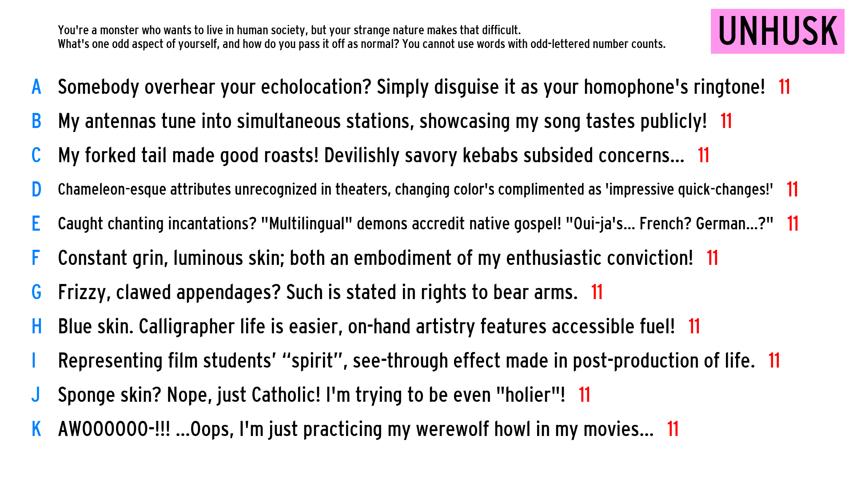 You're a monster who wants to live in human society, but your strange nature makes that difficult.
What's one odd aspect of yourself, and how do you pass it off as normal? You cannot use words with odd-lettered number counts.
UNHUSK
A Somebody overhear your echolocation? Simply disguise it as your homophone's ringtone! 11
B My antennas tune into simultaneous stations, showcasing my song tastes publicly! 11
C My forked tail made good roasts! Devilishly savory kebabs subsided concerns... 11
D Chameleon-esque attributes unrecognized in theaters, changing color's complimented as 'impressive quick-changes!' 11
E Caught chanting incantations? "Multilingual" demons accredit native gospel! "Oui-ja's... French? German...?" 11
F Constant grin, luminous skin; both an embodiment of my enthusiastic conviction! 11
G Frizzy, clawed appendages? Such is stated in rights to bear arms. 11
H Blue skin. Calligrapher life is easier, on-hand artistry features accessible fuel! 11
I Representing film students’ “spirit”, see-through effect made in post-production of life. 11
J Sponge skin? Nope, just Catholic! I'm trying to be even "holier"! 11
K AWOOOOOO-!!! ...Oops, I'm just practicing my werewolf howl in my movies... 11